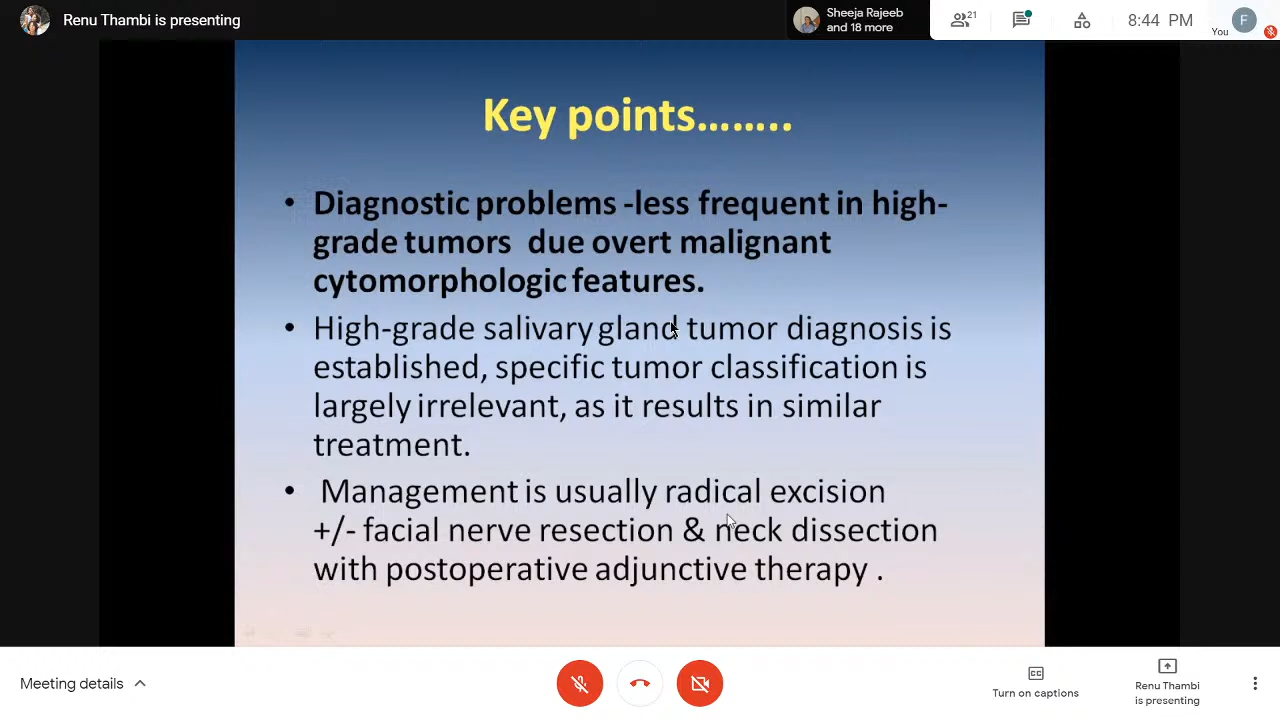 Renu Thambi is presenting
Sheeja Rajeeb
and 18 more
21
8:44 PM
You
F
Key points……..
• Diagnostic problems -less frequent in high-
grade tumors due overt malignant
cytomorphologic features.
• High-grade salivary gland tumor diagnosis is
established, specific tumor classification is
largely irrelevant, as it results in similar
treatment.
• Management is usually radical excision
+/- facial nerve resection & neck dissection
with postoperative adjunctive therapy .
Meeting details
CC
Turn on captions
Renu Thambi
is presenting